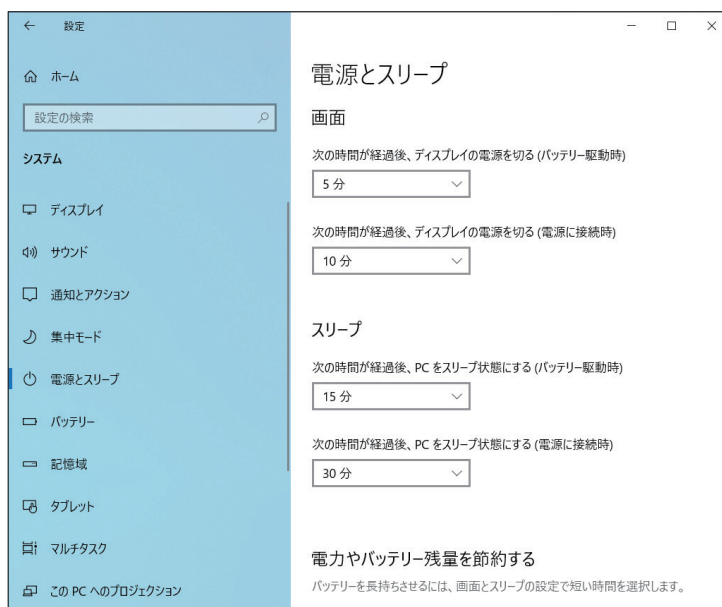 設定
ホーム
設定の検索
システム
ディスプレイ
サウンド
通知とアクション
集中モード
電源とスリープ
バッテリー
記憶域
タブレット
マルチタスク
この PC へのプロジェクション
電源とスリープ
画面
次の時間が経過後、ディスプレイの電源を切る (バッテリー駆動時)
5 分
次の時間が経過後、ディスプレイの電源を切る (電源に接続時)
10 分
スリープ
次の時間が経過後、PC をスリープ状態にする (バッテリー駆動時)
15 分
次の時間が経過後、PC をスリープ状態にする (電源に接続時)
30 分
電力やバッテリー残量を節約する
バッテリーを長持ちさせるには、画面とスリープの設定で短い時間を選択します。